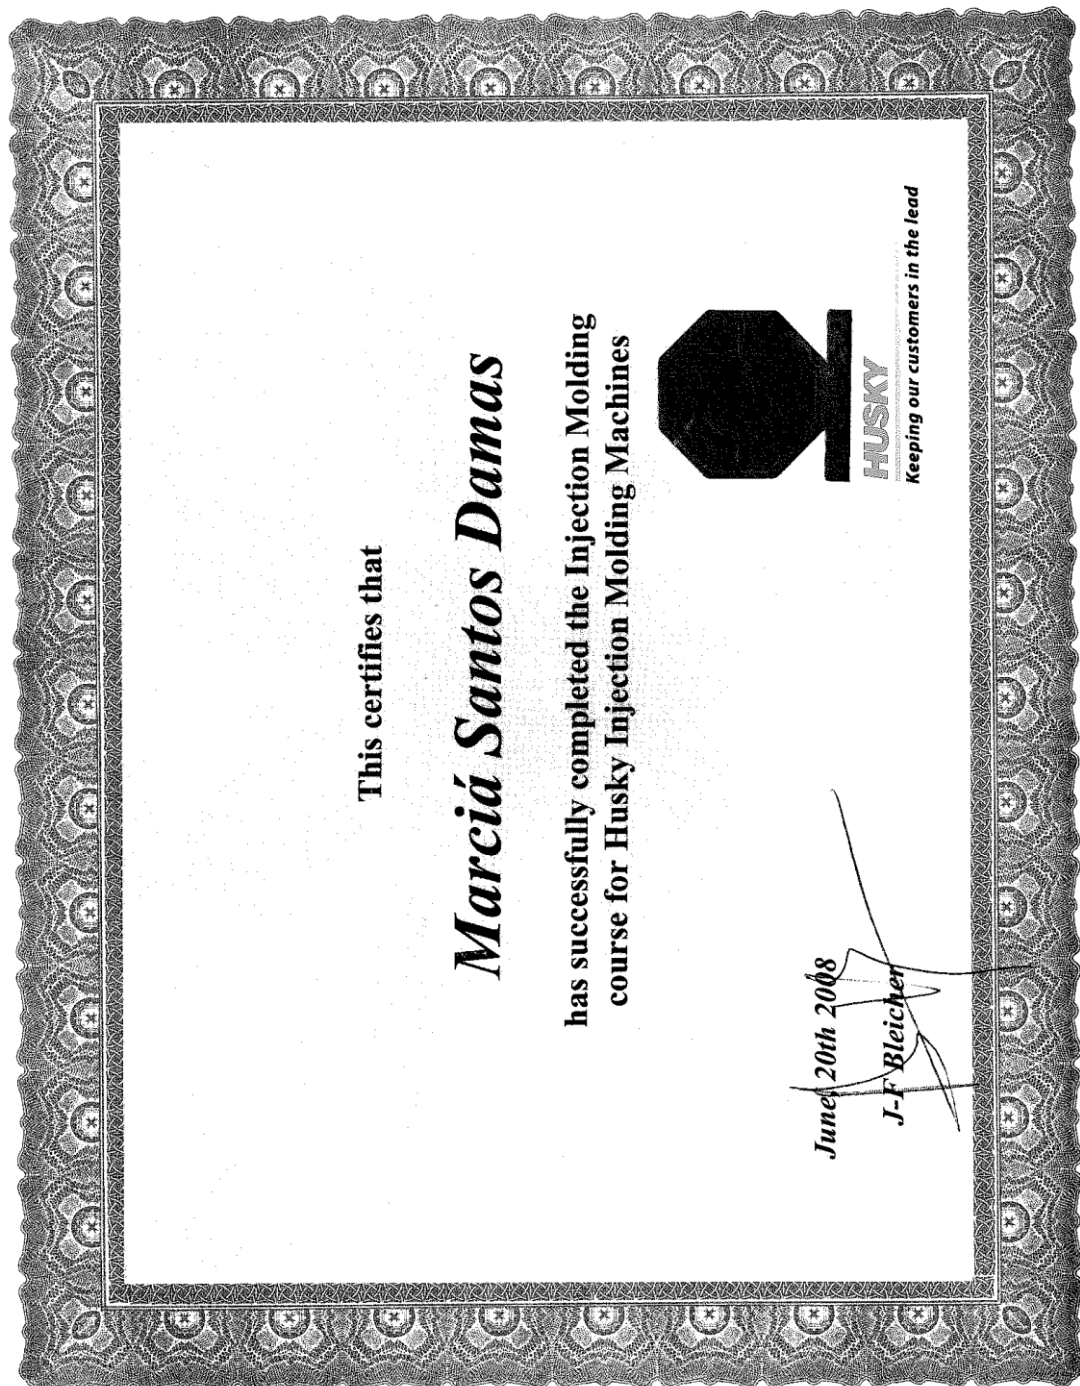 This certifies that
Marciá Santos Damas
has successfully completed the Injection Molding
course for Husky Injection Molding Machines
HUSKY
Keeping our customers in the lead
June, 20th 2008
J-F Bleicher